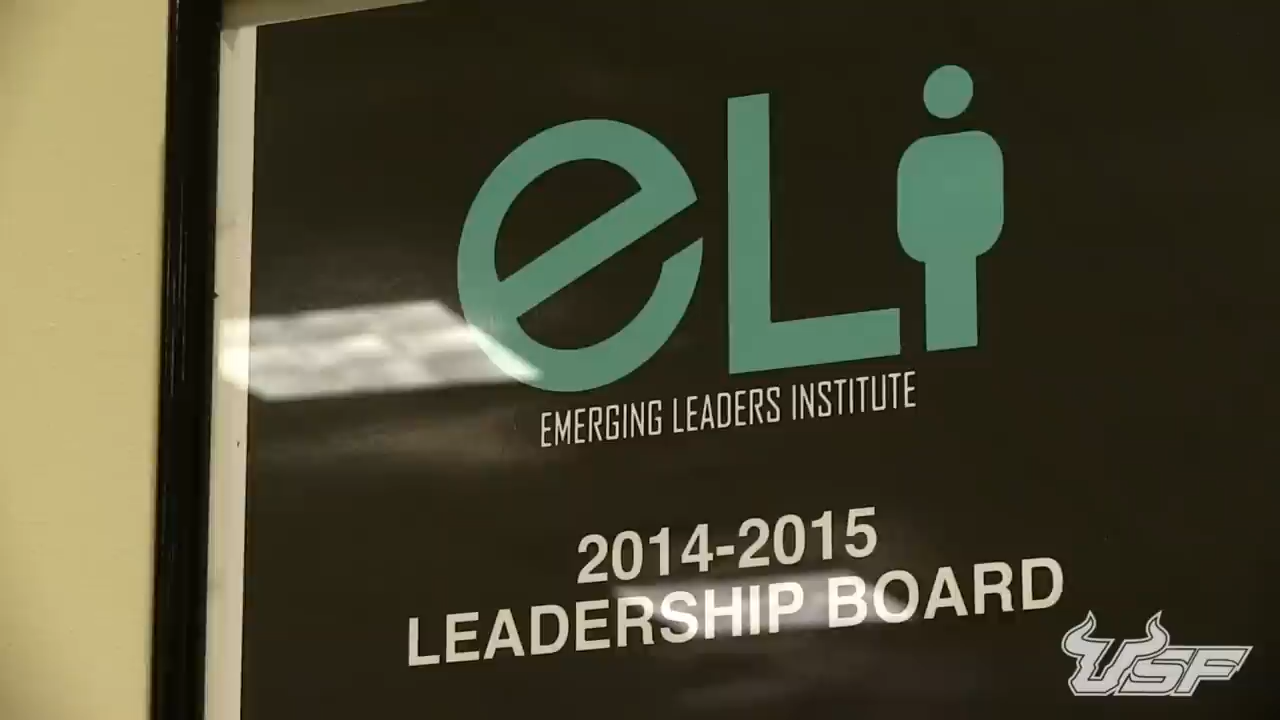 eLi
EMERGING LEADERS INSTITUTE
2014-2015
LEADERSHIP BOARD
USF